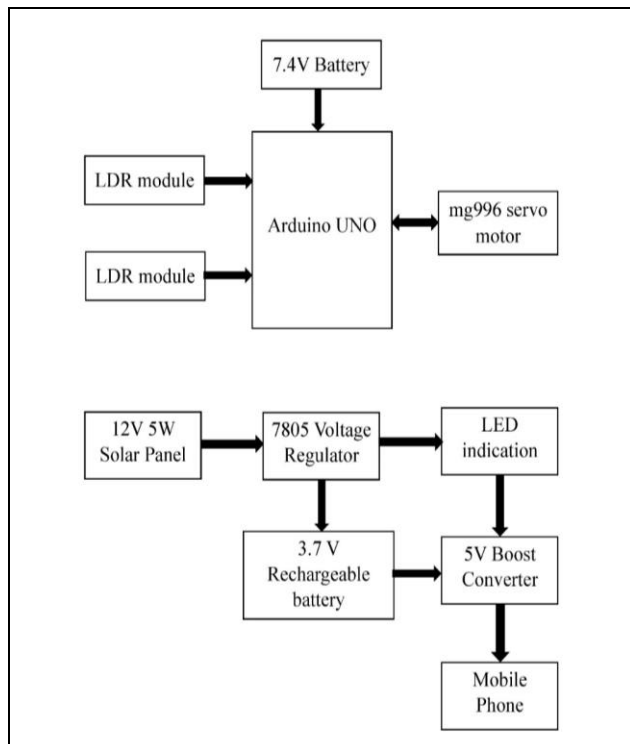 7.4V Battery
LDR module
Arduino UNO
mg996 servo
motor
LDR module
12V 5W
Solar Panel
7805 Voltage
Regulator
LED
indication
3.7 V
Rechargeable
battery
5V Boost
Converter
Mobile
Phone